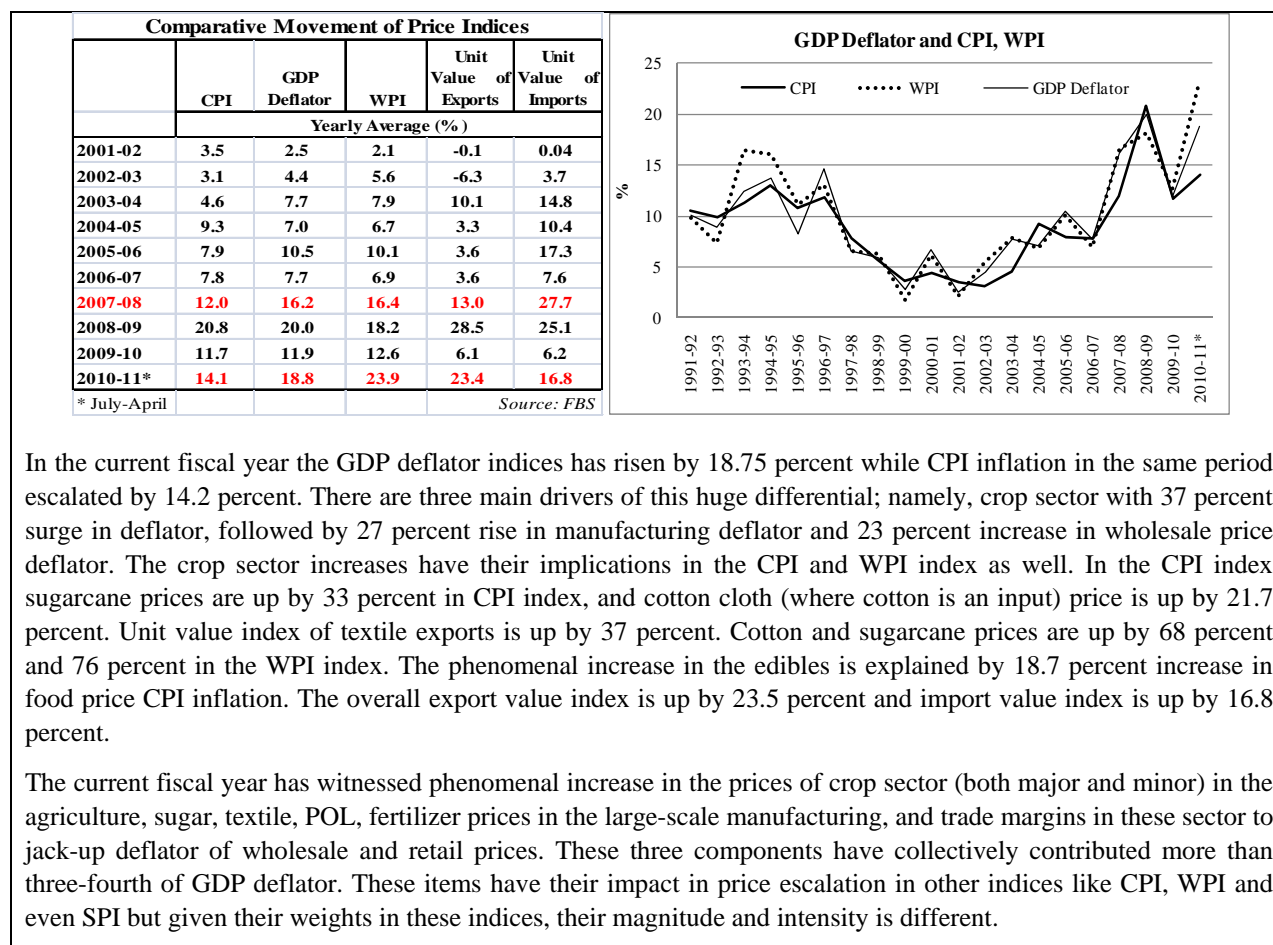 Comparative Movement of Price Indices
CPI GDP Deflator WPI Unit Value of Exports Unit Value of Imports
Yearly Average (%)
2001-02 3.5 2.5 2.1 -0.1 0.04
2002-03 3.1 4.4 5.6 -6.3 3.7
2003-04 4.6 7.7 7.9 10.1 14.8
2004-05 9.3 7.0 6.7 3.3 10.4
2005-06 7.9 10.5 10.1 3.6 17.3
2006-07 7.8 7.7 6.9 3.6 7.6
2007-08 12.0 16.2 16.4 13.0 27.7
2008-09 20.8 20.0 18.2 28.5 25.1
2009-10 11.7 11.9 12.6 6.1 6.2
2010-11* 14.1 18.8 23.9 23.4 16.8
* July-April Source: FBS
GDP Deflator and CPI, WPI
CPI WPI GDP Deflator
%
25
20
15
10
5
0
1991-92
1992-93
1993-94
1994-95
1995-96
1996-97
1997-98
1998-99
1999-00
2000-01
2001-02
2002-03
2003-04
2004-05
2005-06
2006-07
2007-08
2008-09
2009-10
2010-11*
In the current fiscal year the GDP deflator indices has risen by 18.75 percent while CPI inflation in the same period
escalated by 14.2 percent. There are three main drivers of this huge differential; namely, crop sector with 37 percent
surge in deflator, followed by 27 percent rise in manufacturing deflator and 23 percent increase in wholesale price
deflator. The crop sector increases have their implications in the CPI and WPI index as well. In the CPI index
sugarcane prices are up by 33 percent in CPI index, and cotton cloth (where cotton is an input) price is up by 21.7
percent. Unit value index of textile exports is up by 37 percent. Cotton and sugarcane prices are up by 68 percent
and 76 percent in the WPI index. The phenomenal increase in the edibles is explained by 18.7 percent increase in
food price CPI inflation. The overall export value index is up by 23.5 percent and import value index is up by 16.8
percent.
The current fiscal year has witnessed phenomenal increase in the prices of crop sector (both major and minor) in the
agriculture, sugar, textile, POL, fertilizer prices in the large-scale manufacturing, and trade margins in these sector to
jack-up deflator of wholesale and retail prices. These three components have collectively contributed more than
three-fourth of GDP deflator. These items have their impact in price escalation in other indices like CPI, WPI and
even SPI but given their weights in these indices, their magnitude and intensity is different.